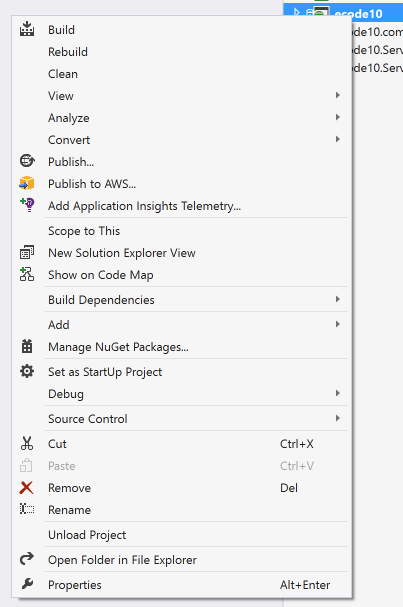 ecode10
Build
Rebuild
ode10.com
Clean
ode10.Serv
View
ode10.Serv
Analyze
Convert
Publish...
Publish to AWS...
Add Application Insights Telemetry...
Scope to This
New Solution Explorer View
Show on Code Map
Build Dependencies
Add
Manage NuGet Packages...
Set as StartUp Project
Debug
Source Control
Cut Ctrl+X
Paste Ctrl+V
Remove Del
Rename
Unload Project
Open Folder in File Explorer
Properties Alt+Enter